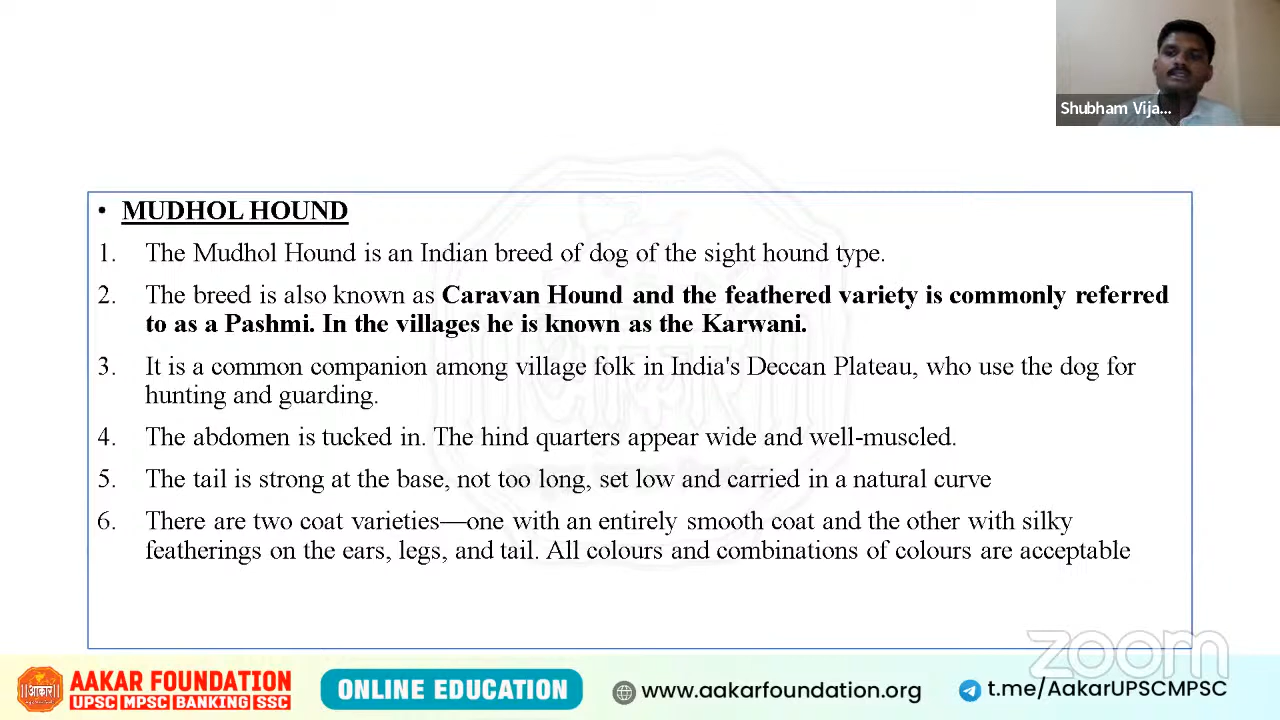 Shubham Vija...
• MUDHOL HOUND
1. The Mudhol Hound is an Indian breed of dog of the sight hound type.
2. The breed is also known as Caravan Hound and the feathered variety is commonly referred
to as a Pashmi. In the villages he is known as the Karwani.
3. It is a common companion among village folk in India's Deccan Plateau, who use the dog for
hunting and guarding.
4. The abdomen is tucked in. The hind quarters appear wide and well-muscled.
5. The tail is strong at the base, not too long, set low and carried in a natural curve
6. There are two coat varieties—one with an entirely smooth coat and the other with silky
featherings on the ears, legs, and tail. All colours and combinations of colours are acceptable
आकार
zoom
॥आकार॥
AAKAR FOUNDATION
UPSC|MPSC|BANKING|SSC
ONLINE EDUCATION
www.aakarfoundation.org
t.me/AakarUPSCMPSC